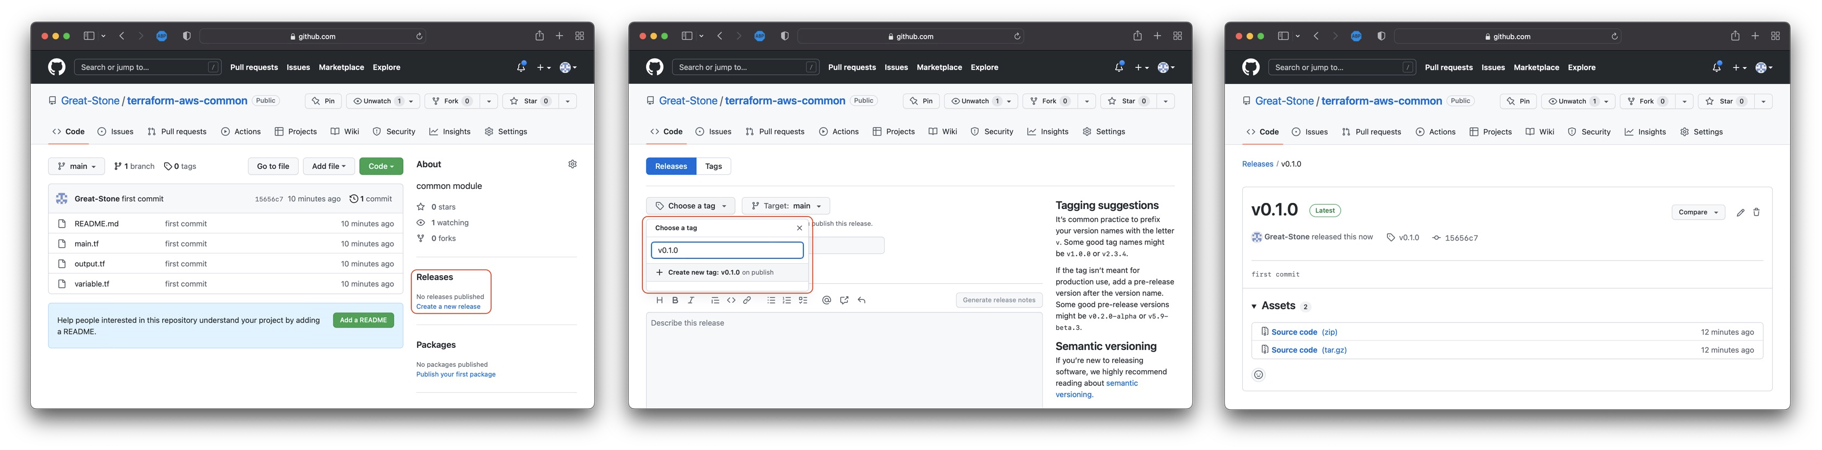 github.com
Search or jump to... /
Pull requests Issues Marketplace Explore
Great-Stone / terraform-aws-common Public
Pin Unwatch 1 Fork 0 Star 0
Code Issues Pull requests Actions Projects Wiki Security Insights Settings
main 1 branch 0 tags Go to file Add file Code
Great-Stone first commit 15656c7 10 minutes ago 1 commit
README.md first commit 10 minutes ago
main.tf first commit 10 minutes ago
output.tf first commit 10 minutes ago
variable.tf first commit 10 minutes ago
Help people interested in this repository understand your project by adding
a README.
Add a README
About
common module
0 stars
1 watching
0 forks
Releases
No releases published
Create a new release
Packages
No packages published
Publish your first package
github.com
Search or jump to... /
Pull requests Issues Marketplace Explore
Great-Stone / terraform-aws-common Public
Pin Unwatch 1 Fork 0 Star 0
Code Issues Pull requests Actions Projects Wiki Security Insights Settings
Releases Tags
Choose a tag Target: main
publish this release.
Choose a tag
v0.1.0
Create new tag: v0.1.0 on publish
Generate release notes
Describe this release
Tagging suggestions
It's common practice to prefix
your version names with the letter
v. Some good tag names might
be v1.0.0 or v2.3.4.
If the tag isn't meant for
production use, add a pre-release
version after the version name.
Some good pre-release versions
might be v0.2.0-alpha or v5.9-
beta.3.
Semantic versioning
If you're new to releasing
software, we highly recommend
reading about semantic
versioning.
github.com
Search or jump to... /
Pull requests Issues Marketplace Explore
Great-Stone / terraform-aws-common Public
Pin Unwatch 1 Fork 0 Star 0
Code Issues Pull requests Actions Projects Wiki Security Insights Settings
Releases / v0.1.0
v0.1.0 Latest Compare
Great-Stone released this now v0.1.0 15656c7
first commit
Assets 2
Source code (zip) 12 minutes ago
Source code (tar.gz) 12 minutes ago